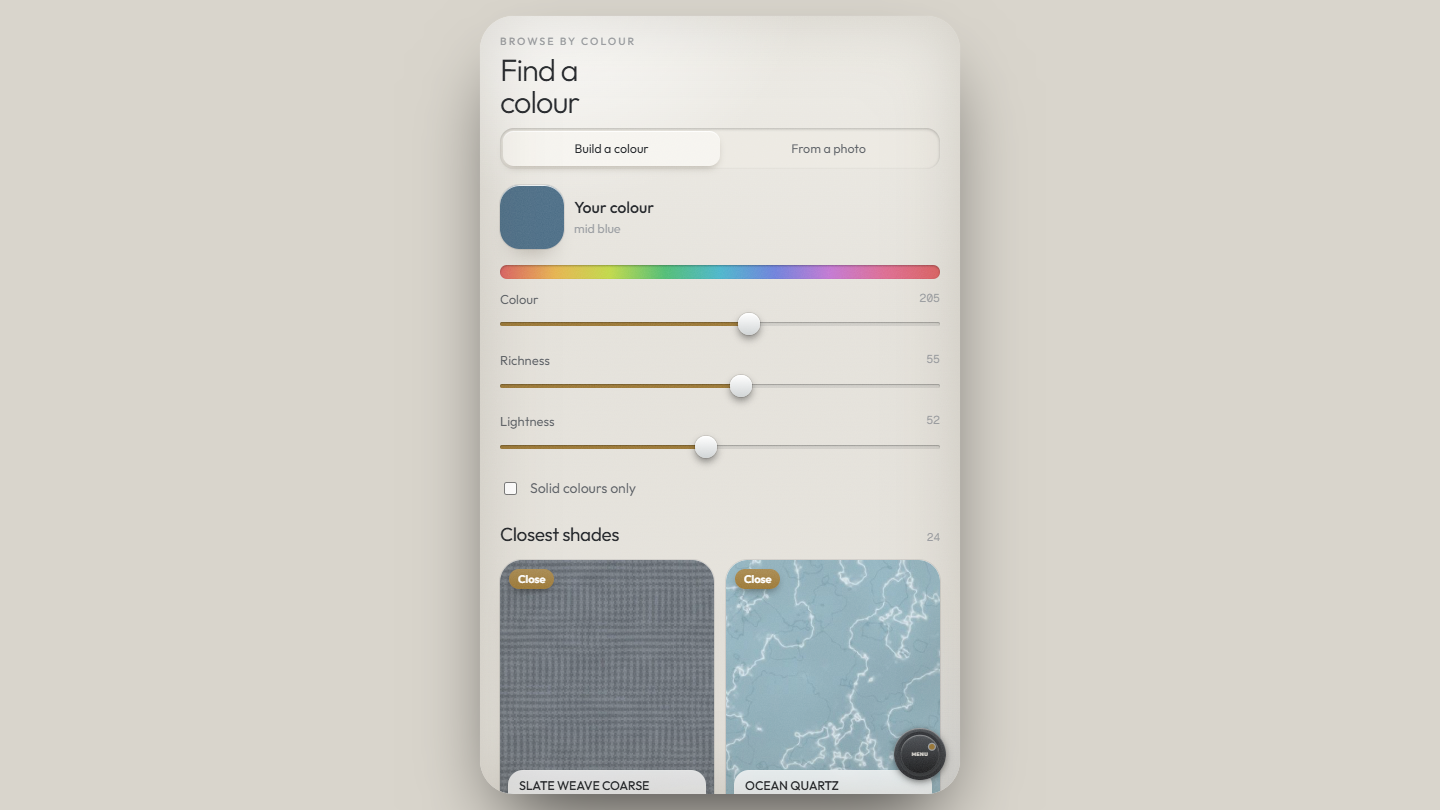 BROWSE BY COLOUR
Find a
colour
Build a colour
From a photo
Your colour
mid blue
Colour
205
Richness
55
Lightness
52
Solid colours only
Closest shades
24
Close
Close
MENU
SLATE WEAVE COARSE
OCEAN QUARTZ